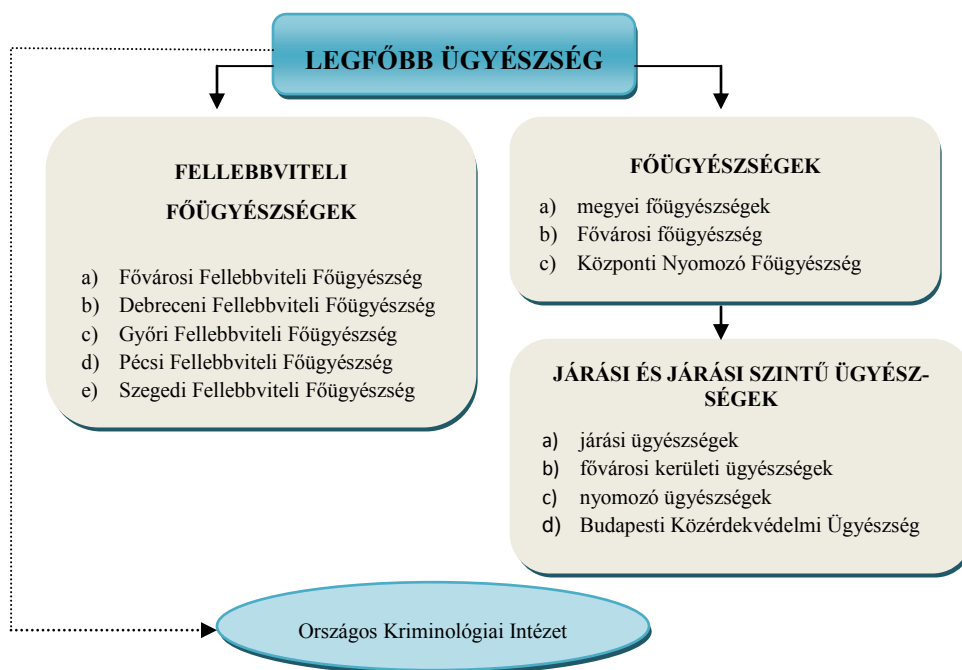 LEGFŐBB ÜGYÉSZSÉG
FELLEBBVITELI
FŐÜGYÉSZSÉGEK
a) Fővárosi Fellebbviteli Főügyészség
b) Debreceni Fellebbviteli Főügyészség
c) Győri Fellebbviteli Főügyészség
d) Pécsi Fellebbviteli Főügyészség
e) Szegedi Fellebbviteli Főügyészség
FŐÜGYÉSZSÉGEK
a) megyei főügyészségek
b) Fővárosi főügyészség
c) Központi Nyomozó Főügyészség
JÁRÁSI ÉS JÁRÁSI SZINTŰ ÜGYÉSZ-
SÉGEK
a) járási ügyészségek
b) fővárosi kerületi ügyészségek
c) nyomozó ügyészségek
d) Budapesti Közérdekvédelmi Ügyészség
Országos Kriminológiai Intézet